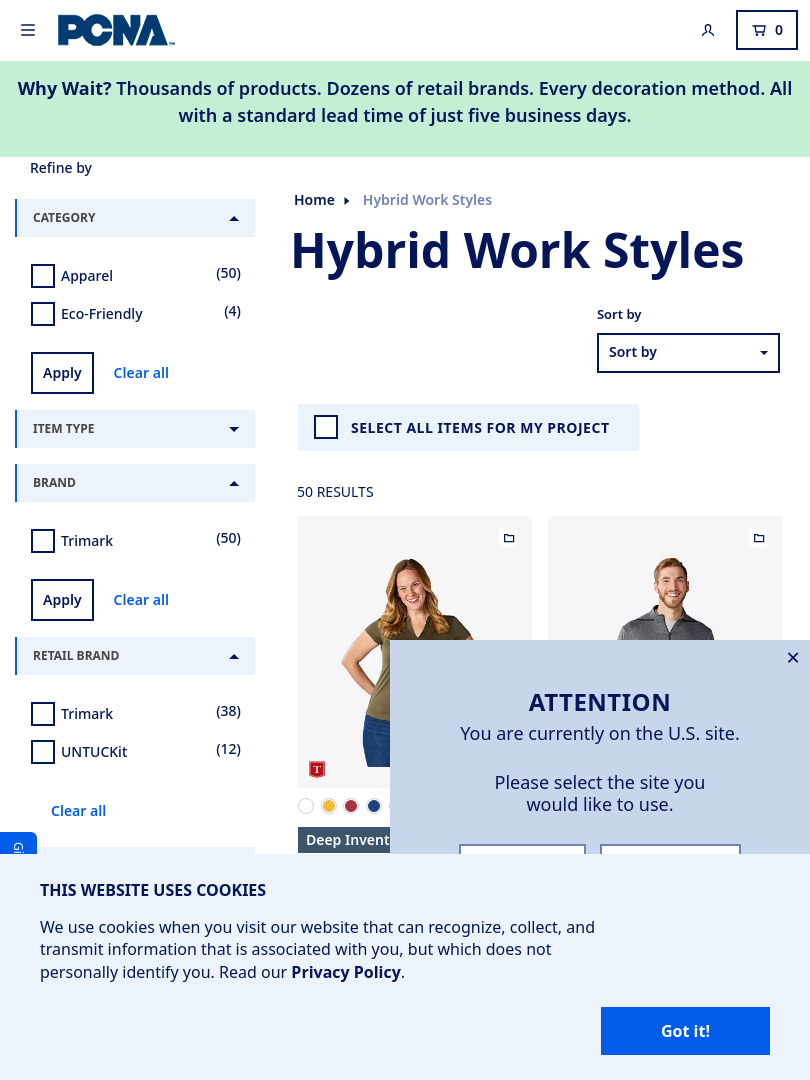 PCNA
0
Why Wait? Thousands of products. Dozens of retail brands. Every decoration method. All
with a standard lead time of just five business days.
Refine by
CATEGORY
Apparel (50)
Eco-Friendly (4)
Apply Clear all
ITEM TYPE
BRAND
Trimark (50)
Apply Clear all
RETAIL BRAND
Trimark (38)
UNTUCKit (12)
Clear all
Home Hybrid Work Styles
Hybrid Work Styles
Sort by
Sort by
SELECT ALL ITEMS FOR MY PROJECT
50 RESULTS
T
Deep Invent
ATTENTION
You are currently on the U.S. site.
Please select the site you
would like to use.
THIS WEBSITE USES COOKIES
We use cookies when you visit our website that can recognize, collect, and
transmit information that is associated with you, but which does not
personally identify you. Read our Privacy Policy.
Got it!